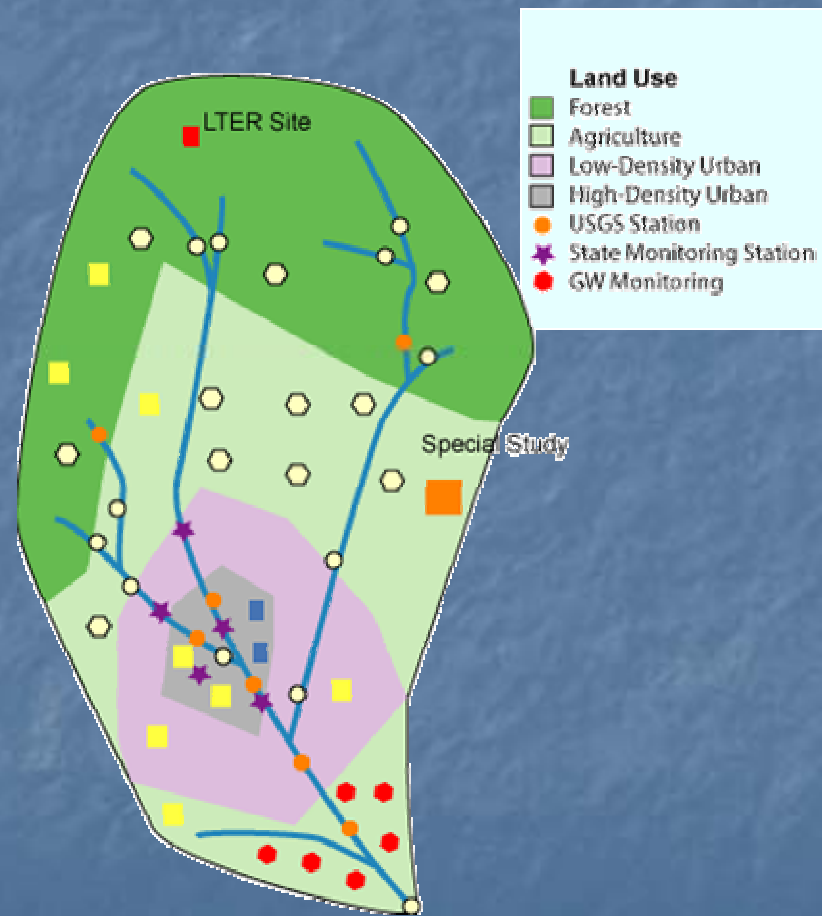 LTER Site
Land Use
Forest
Agriculture
Low-Density Urban
High-Density Urban
USGS Station
State Monitoring Station
GW Monitoring
Special Study